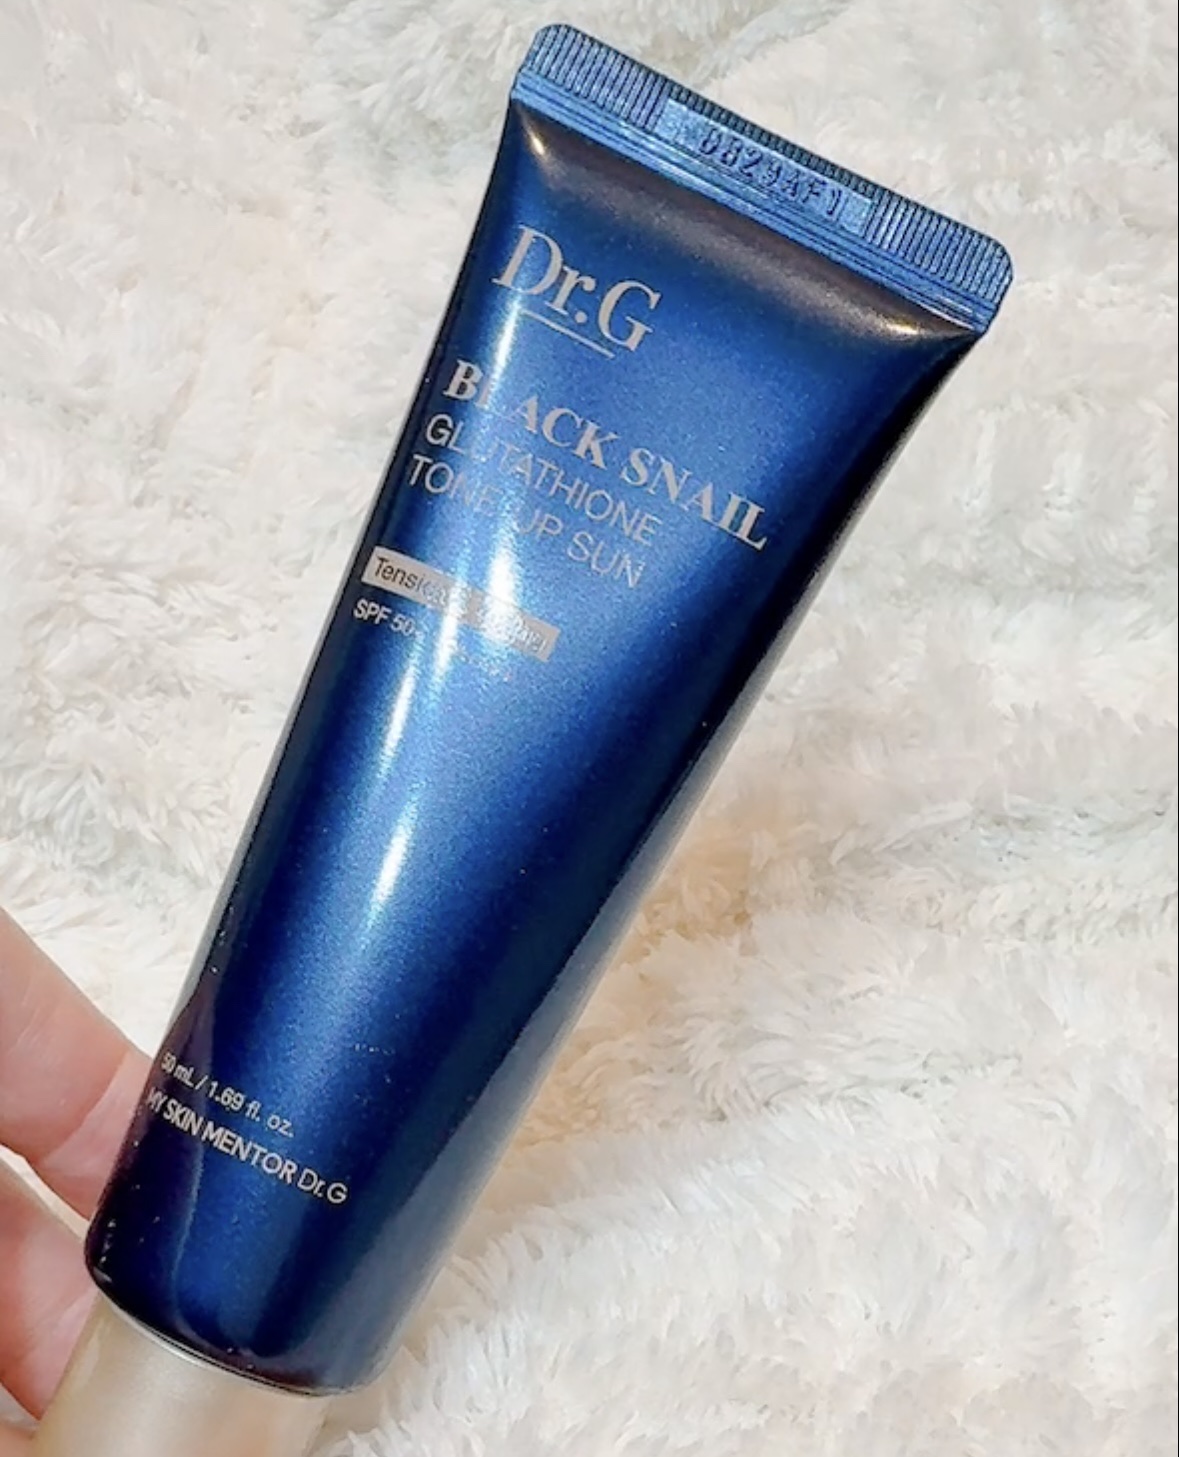 Dr.G
BLACK SNAIL
GLUTATHIONE
TONE UP SUN
SPF 50+
50 mL / 1.69 fl. oz.
MY SKIN MENTOR Dr.G